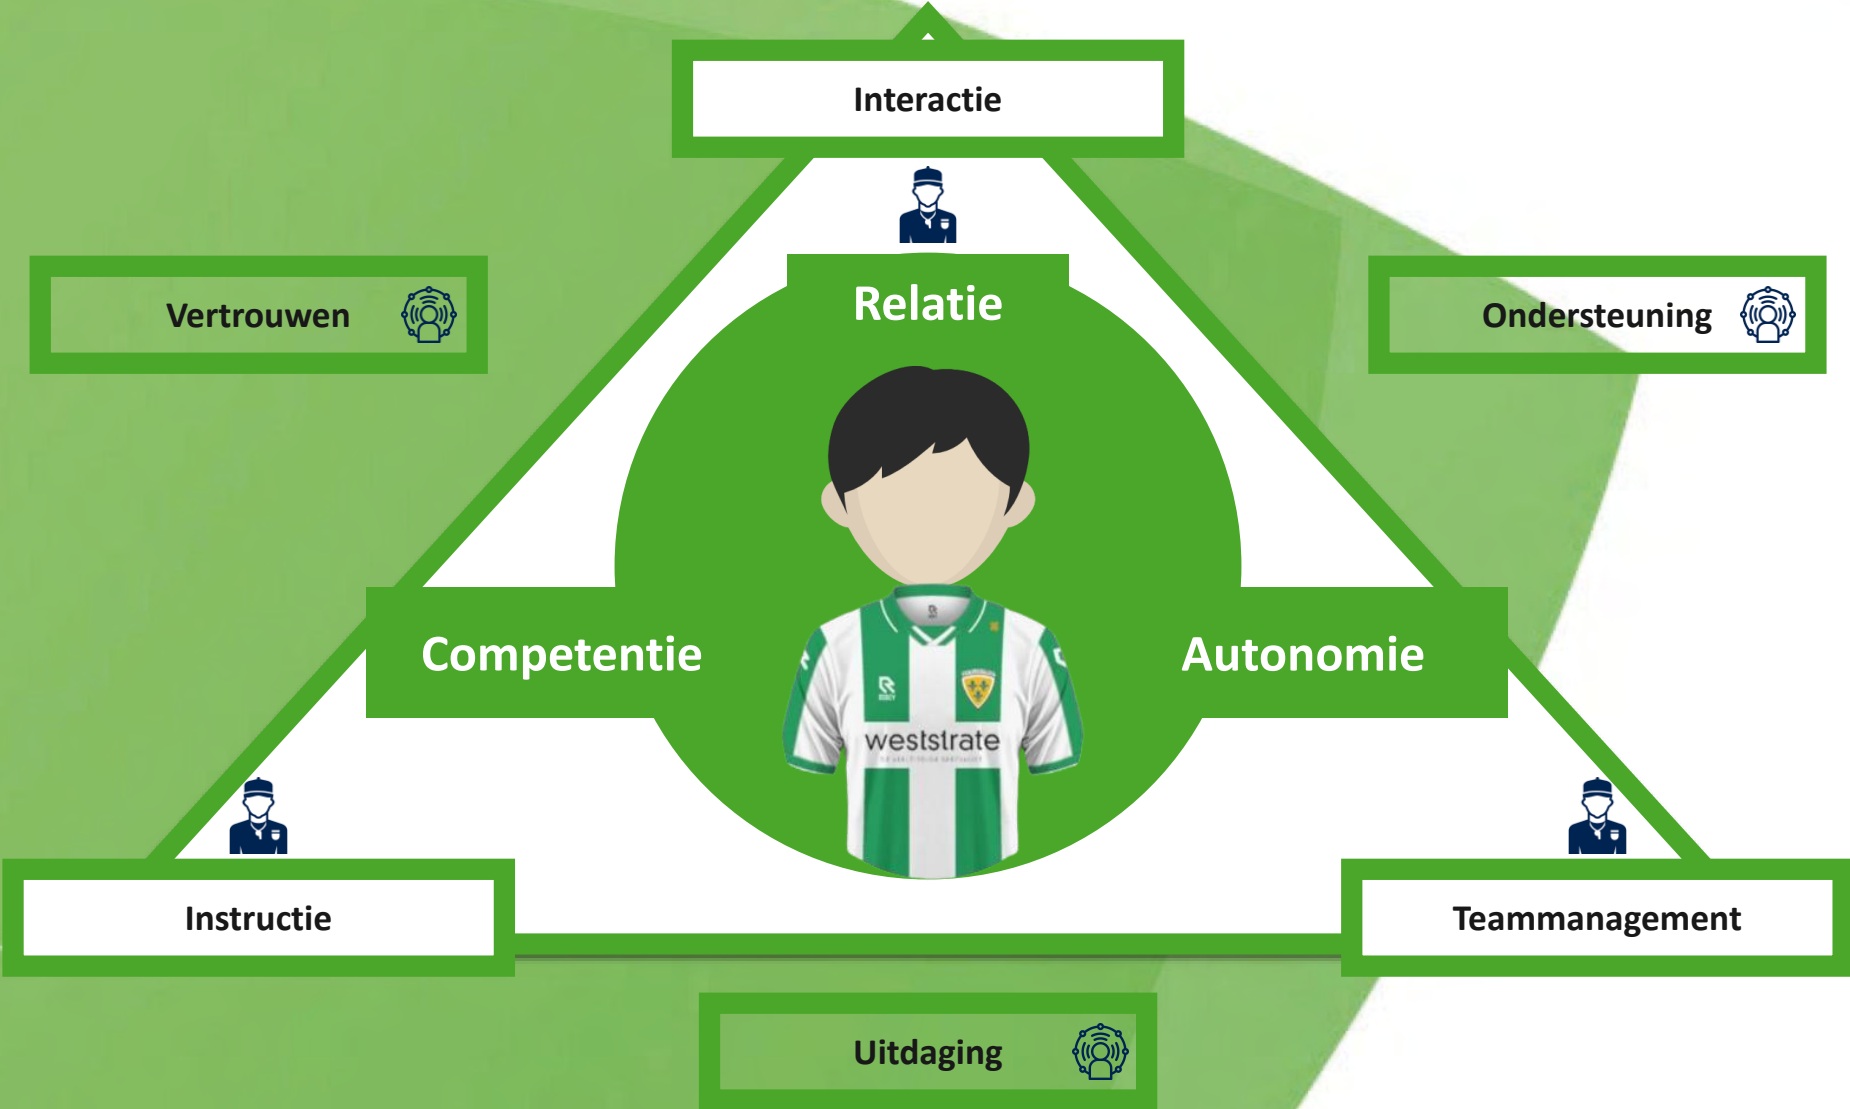 Interactie
Vertrouwen
Ondersteuning
Relatie
Competentie
Autonomie
weststrate
Instructie
Teammanagement
Uitdaging